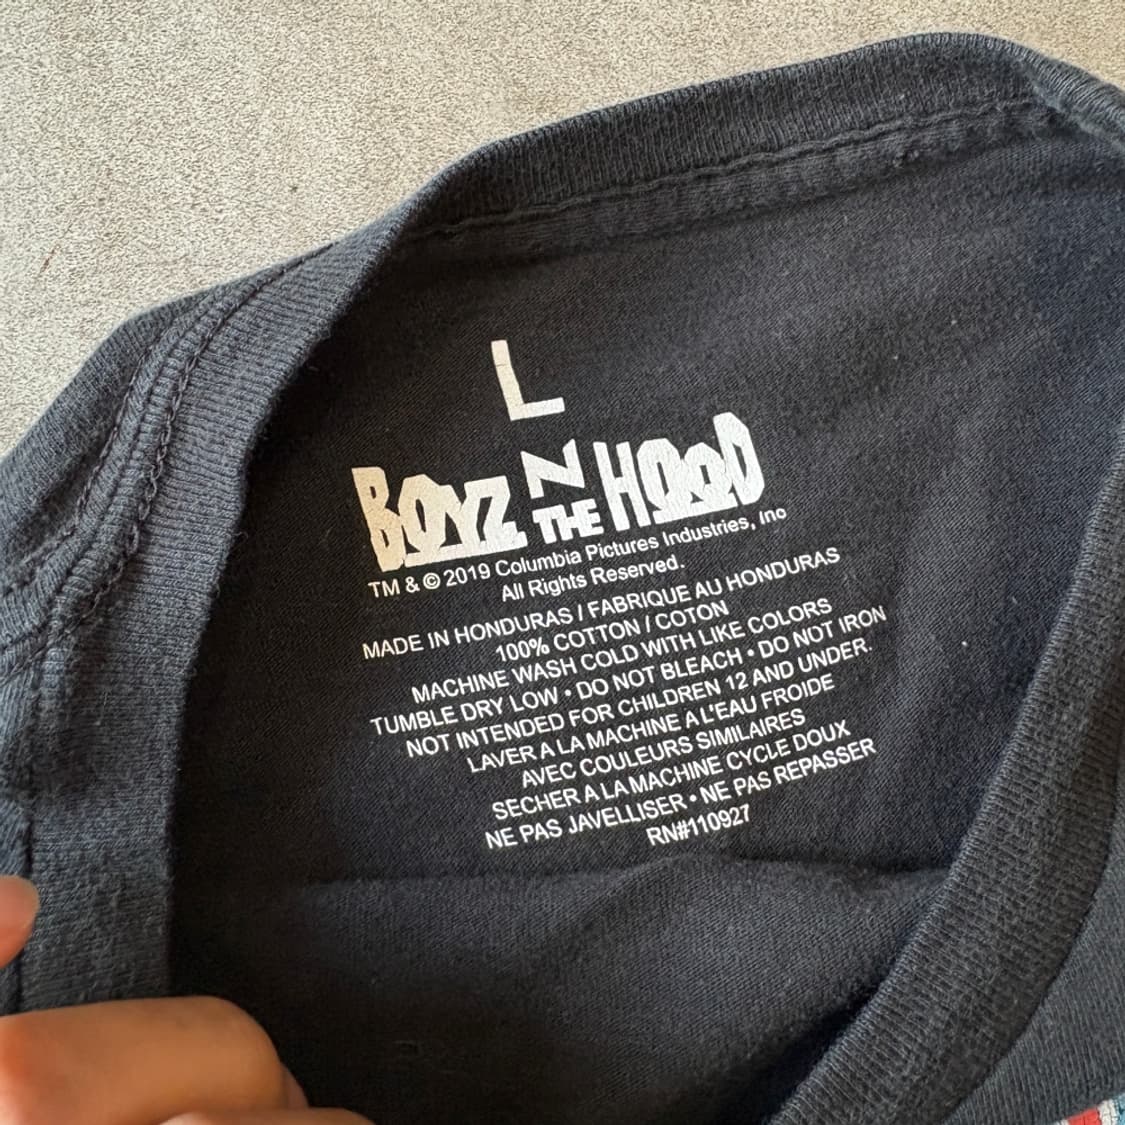 L
BOYZ N THE HOOD
TM & © 2019 Columbia Pictures Industries, Inc
All Rights Reserved.
MADE IN HONDURAS / FABRIQUE AU HONDURAS
100% COTTON / COTON
MACHINE WASH COLD WITH LIKE COLORS
TUMBLE DRY LOW • DO NOT BLEACH • DO NOT IRON
NOT INTENDED FOR CHILDREN 12 AND UNDER.
LAVER A LA MACHINE A L'EAU FROIDE
AVEC COULEURS SIMILAIRES
SECHER A LA MACHINE CYCLE DOUX
NE PAS JAVELLISER • NE PAS REPASSER
RN#110927